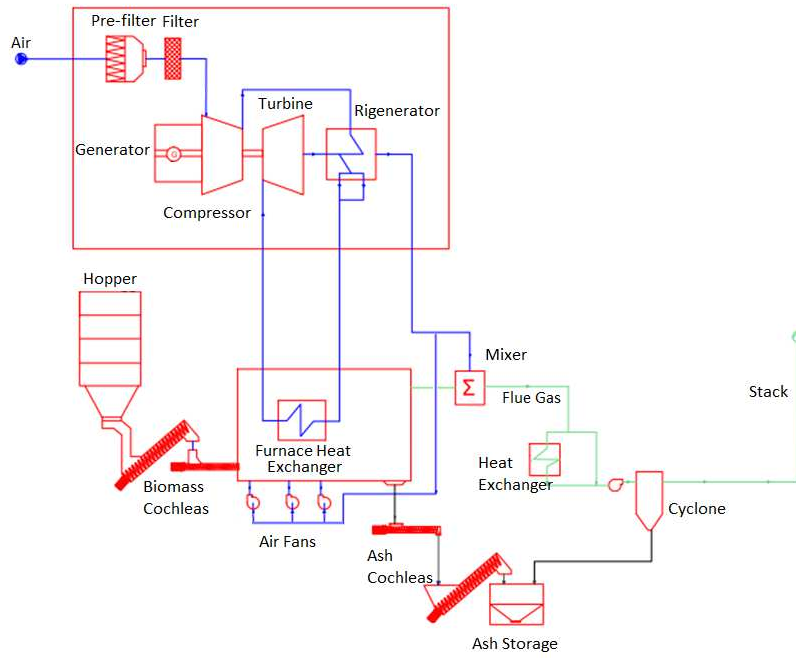 Pre-filter Filter
Air
Turbine
Rigenerator
Generator
G
Compressor
Hopper
Mixer
Σ
Flue Gas
Stack
Furnace Heat
Exchanger
Heat
Exchanger
Biomass
Cochleas
Cyclone
Air Fans
Ash
Cochleas
Ash Storage